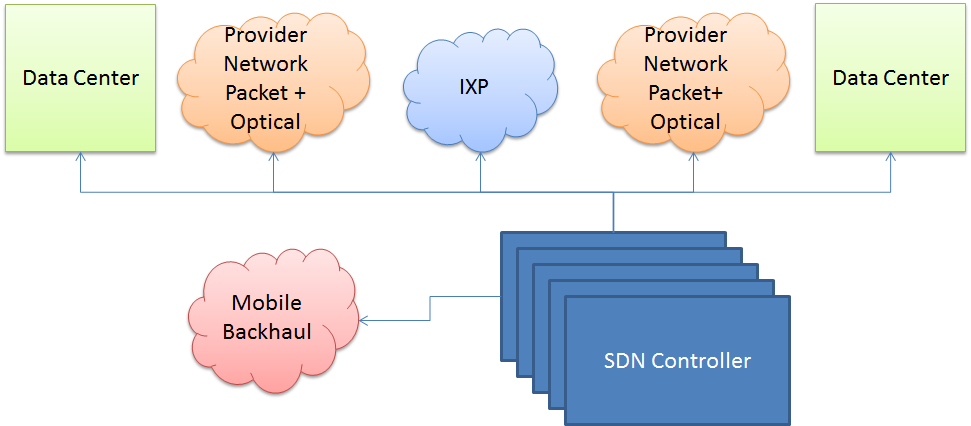 Data Center
Provider
Network
Packet +
Optical
IXP
Provider
Network
Packet+
Optical
Data Center
Mobile
Backhaul
SDN Controller